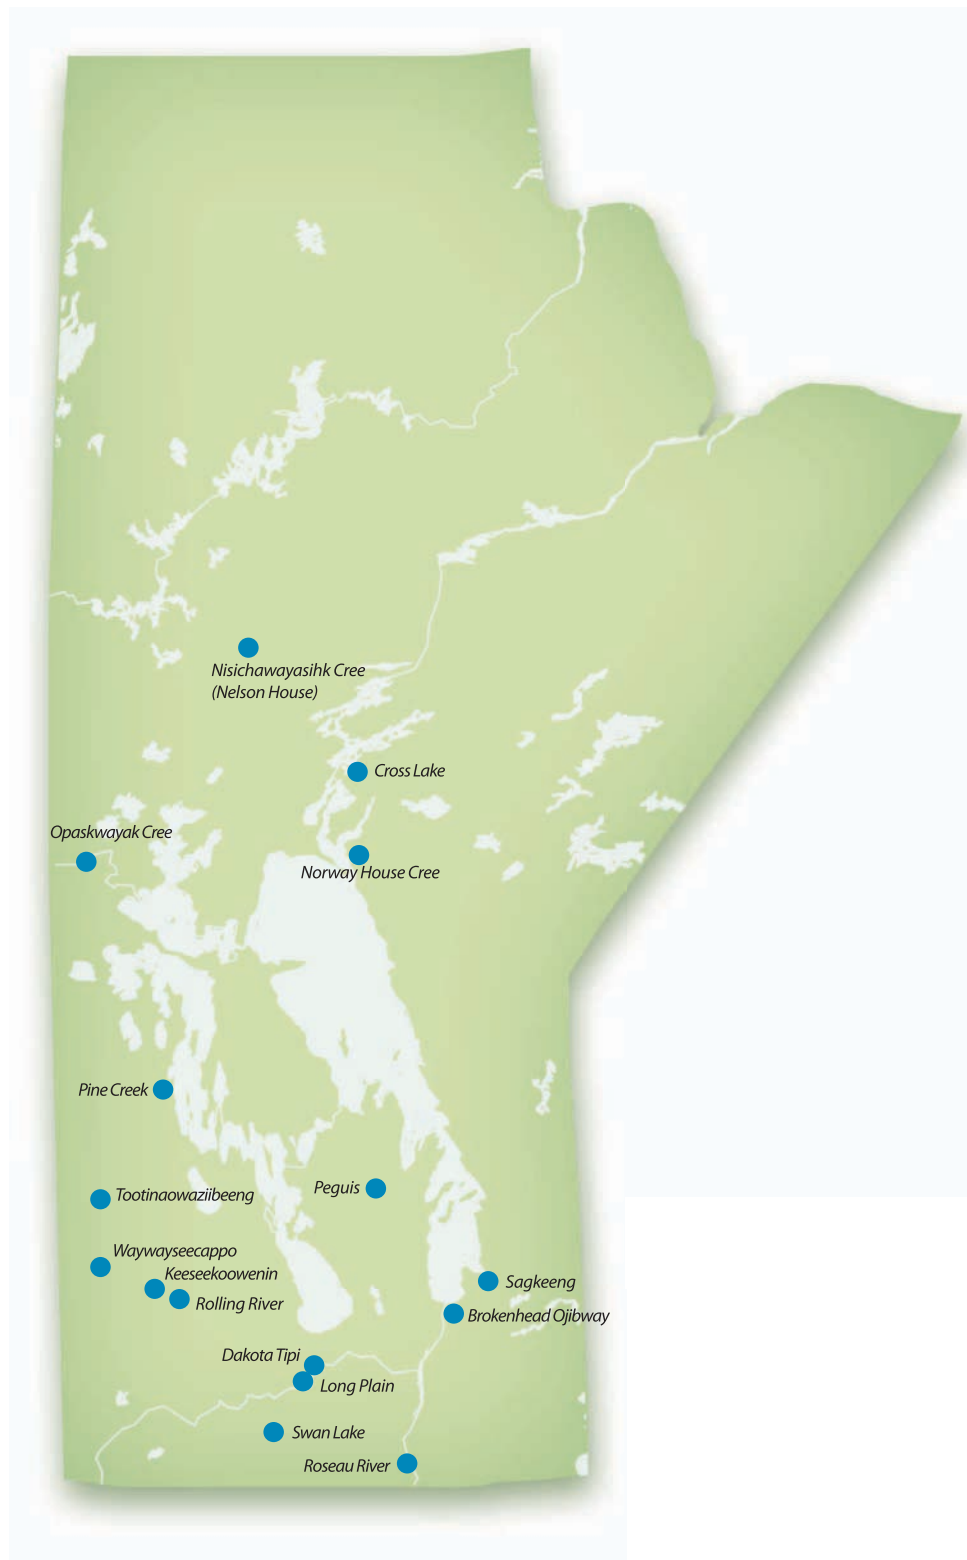 Nisichawayasihk Cree
(Nelson House)
Cross Lake
Opaskwayak Cree
Norway House Cree
Pine Creek
Peguis
Tootinaowaziibeeng
Waywayseecappo
Keeseekoowenin
Sagkeeng
Rolling River
Brokenhead Ojibway
Dakota Tipi
Long Plain
Swan Lake
Roseau River